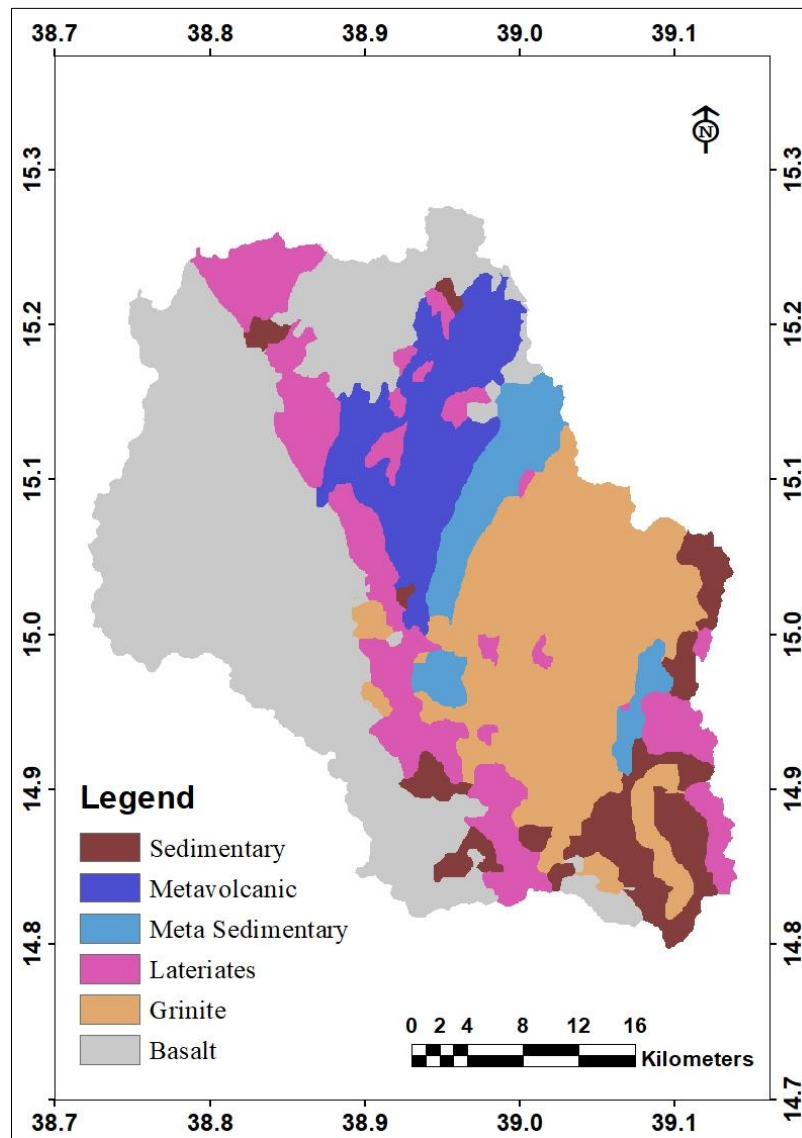 38.7 38.8 38.9 39.0 39.1
N
15.3 15.3
15.2 15.2
15.1 15.1
15.0 15.0
14.9 14.9
Legend
Sedimentary
Metavolcanic
Meta Sedimentary
Lateriates
Grinite
Basalt
14.8 14.8
0 2 4 8 12 16
Kilometers
14.7 14.7
38.7 38.8 38.9 39.0 39.1